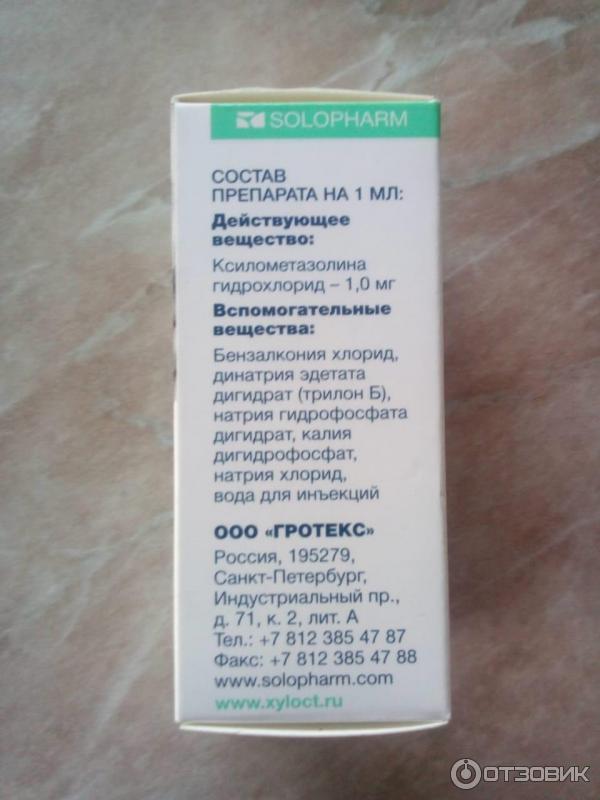 SOLOPHARM
СОСТАВ
ПРЕПАРАТА НА 1 МЛ:
Действующее
вещество:
Ксилометазолина
гидрохлорид – 1,0 мг
Вспомогательные
вещества:
Бензалкония хлорид,
динатрия эдетата
дигидрат (трилон Б),
натрия гидрофосфата
дигидрат, калия
дигидрофосфат,
натрия хлорид,
вода для инъекций
ООО «ГРОТЕКС»
Россия, 195279,
Санкт-Петербург,
Индустриальный пр.,
д. 71, к. 2, лит. А
Тел.: +7 812 385 47 87
Факс: +7 812 385 47 88
www.solopharm.com
www.xyloct.ru
ОТЗОВИК